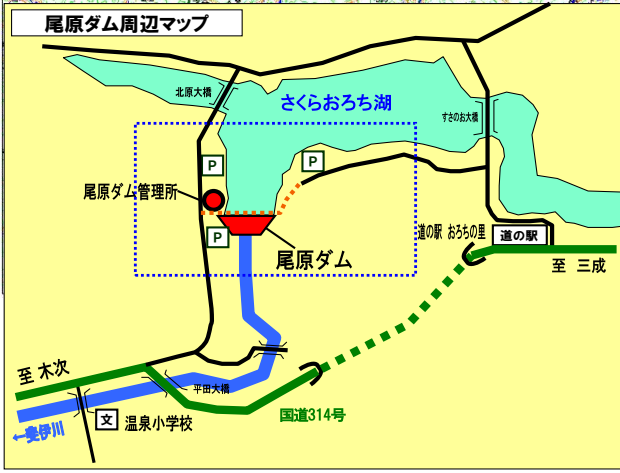 尾原ダム周辺マップ
北原大橋
さくらおろち湖
すさのお大橋
P
P
尾原ダム管理所
P
尾原ダム
道の駅 おろちの里
道の駅
至 三成
至 木次
平田大橋
文
温泉小学校
国道314号
←斐伊川